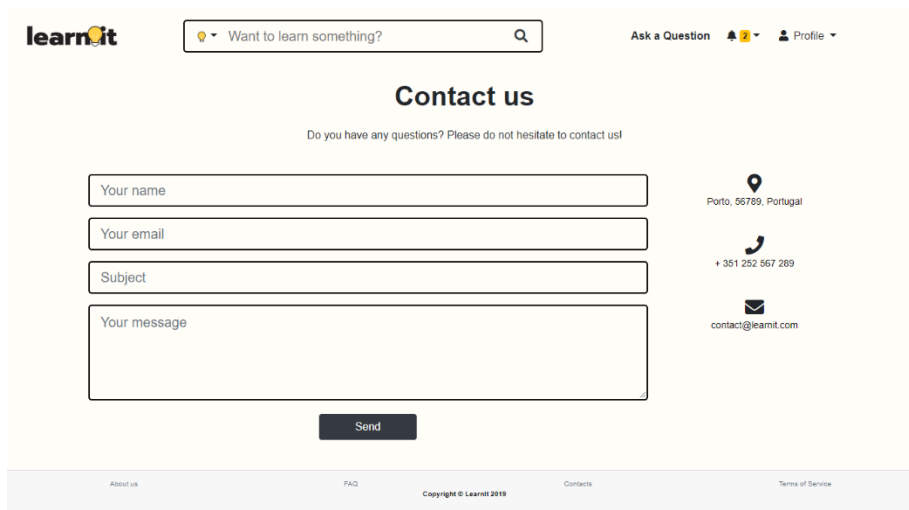 learnit
Want to learn something?
Ask a Question
2
Profile
Contact us
Do you have any questions? Please do not hesitate to contact us!
Your name
Your email
Subject
Your message
Send
Porto, 56789, Portugal
+ 351 252 567 289
contact@learnit.com
About us
FAQ
Contacts
Terms of Service
Copyright © LearnIt 2019